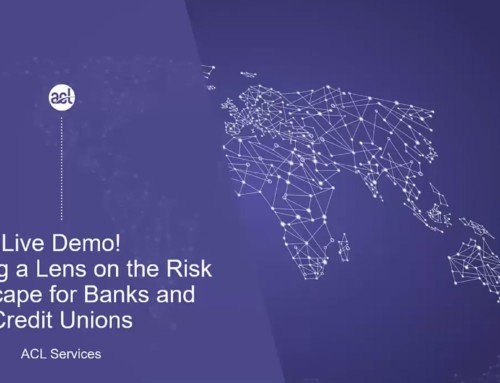 acl
Live Demo!
g a Lens on the Risk
cape for Banks and
Credit Unions
ACL Services